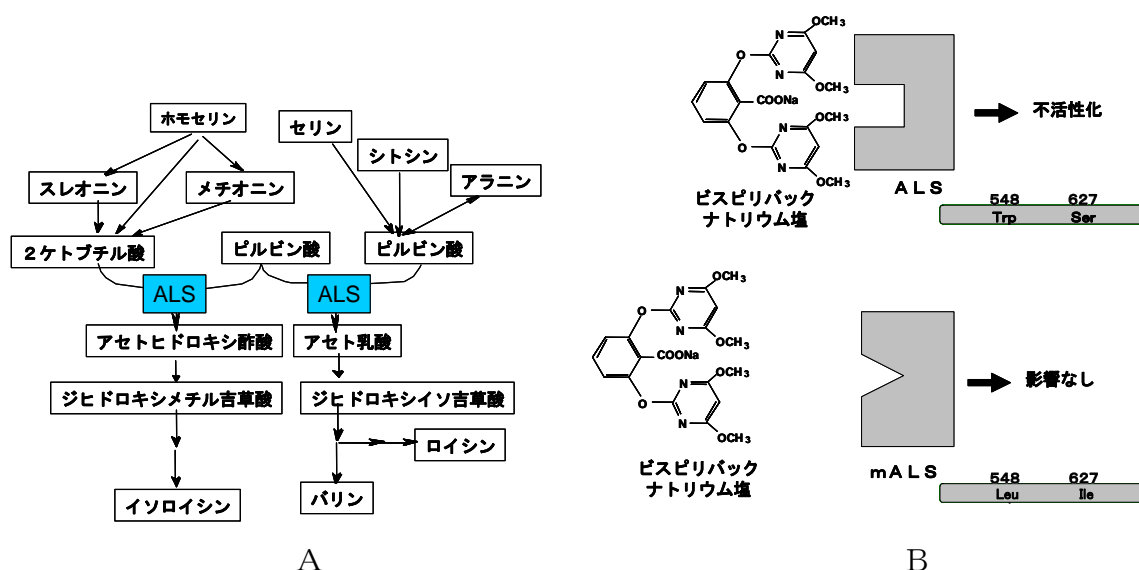 ホモセリン
セリン
シトシン
アラニン
スレオニン
メチオニン
2ケトブチル酸
ピルビン酸
ピルビン酸
ALS
ALS
アセトヒドロキシ酢酸
アセト乳酸
ジヒドロキシメチル吉草酸
ジヒドロキシイソ吉草酸
ロイシン
イソロイシン
バリン
A
OCH3
N
N
O
OCH3
COONa
OCH3
O
N
N
OCH3
ビスピリバック
ナトリウム塩
ALS
不活性化
548 627
Trp Ser
OCH3
N
O
N
OCH3
COONa
OCH3
N
O
N
OCH3
ビスピリバック
ナトリウム塩
mALS
影響なし
548 627
Leu Ile
B